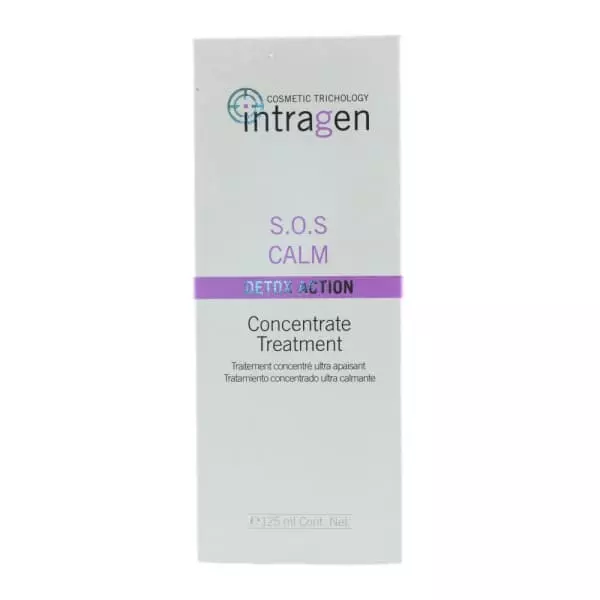 COSMETIC TRICHOLOGY
intragen
S.O.S
CALM
DETOX ACTION
Concentrate
Treatment
Traitement concentré ultra apaisant
Tratamiento concentrado ultra calmante
℮125 ml Cont. Net.